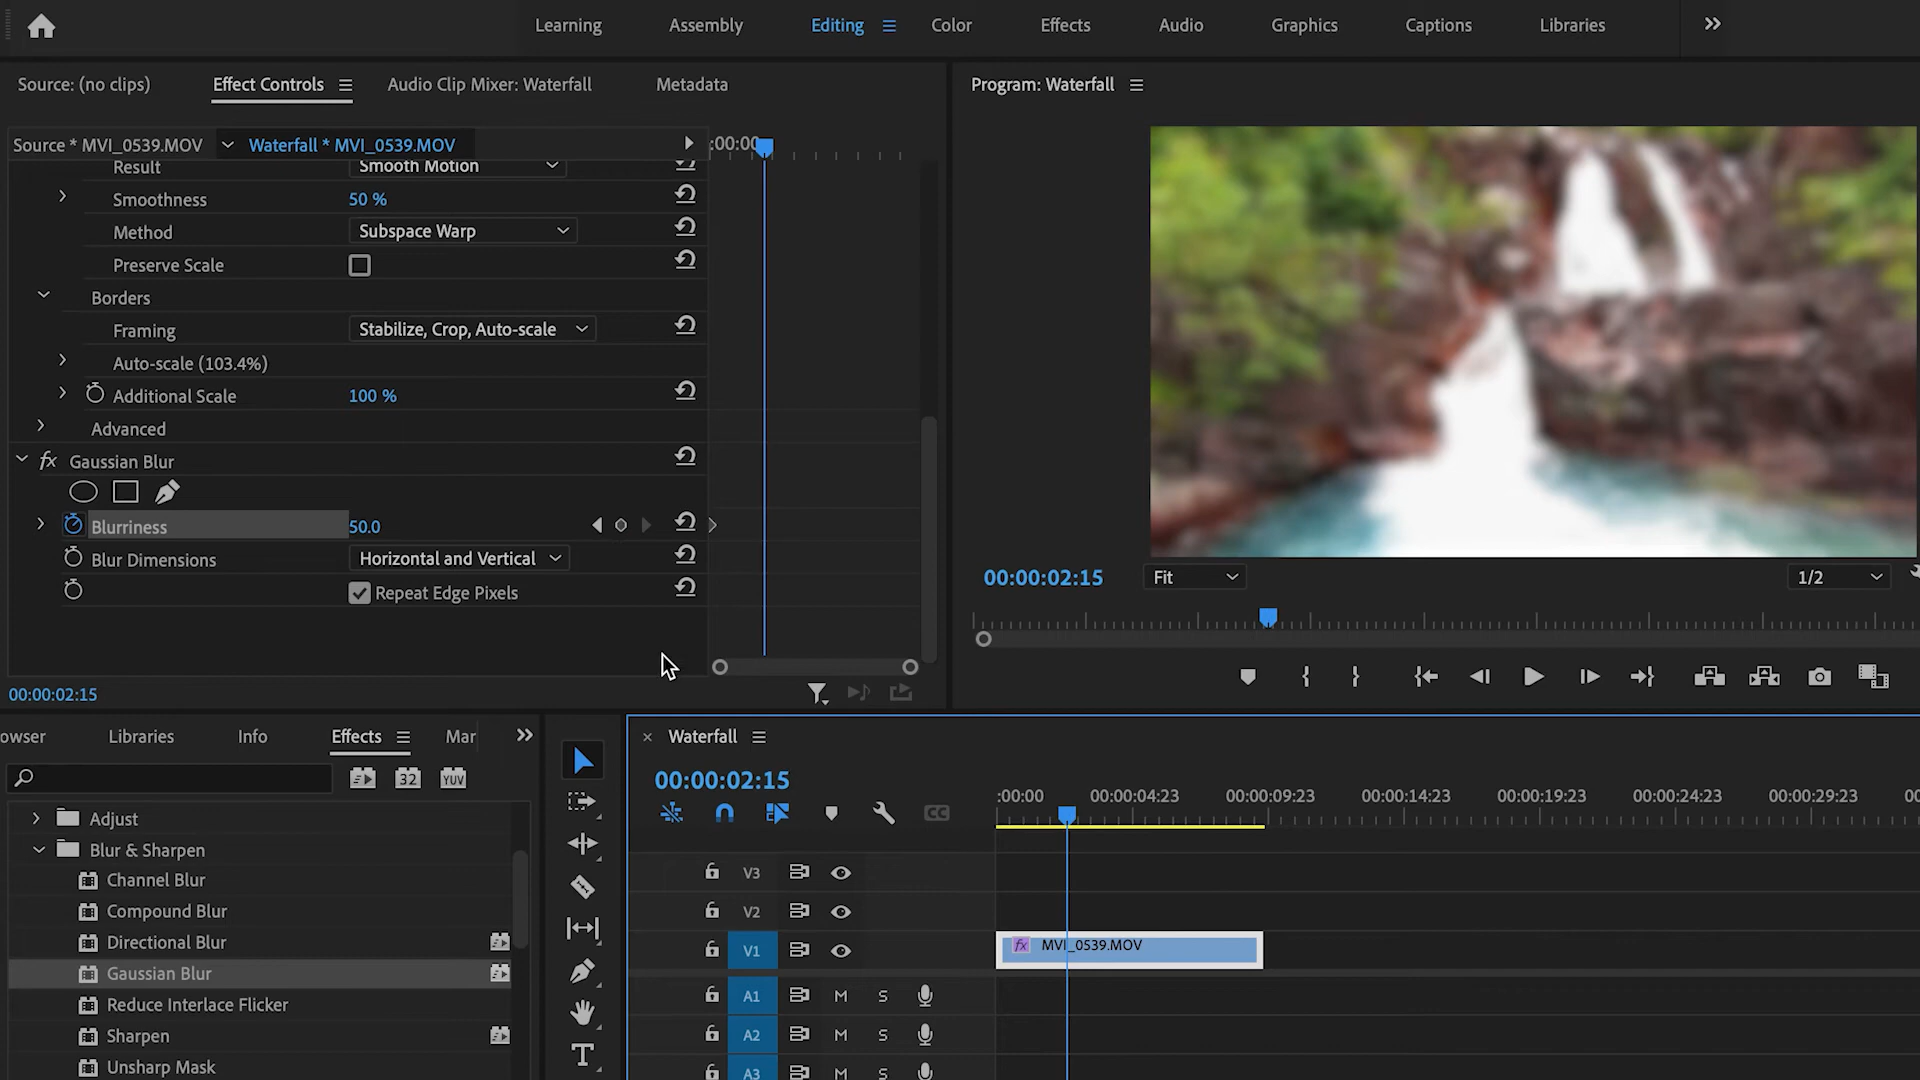 Learning Assembly Editing Color Effects Audio Graphics Captions Libraries
Source: (no clips) Effect Controls Audio Clip Mixer: Waterfall Metadata
Program: Waterfall
Source * MVI_0539.MOV Waterfall * MVI_0539.MOV :00:00
Result Smooth Motion
Smoothness 50 %
Method Subspace Warp
Preserve Scale
Borders
Framing Stabilize, Crop, Auto-scale
Auto-scale (103.4%)
Additional Scale 100 %
Advanced
fx Gaussian Blur
Blurriness 50.0
Blur Dimensions Horizontal and Vertical
Repeat Edge Pixels
00:00:02:15
00:00:02:15 Fit 1/2
owser Libraries Info Effects Mar
32 YUV
Adjust
Blur & Sharpen
Channel Blur
Compound Blur
Directional Blur
Gaussian Blur
Reduce Interlace Flicker
Sharpen
Unsharp Mask
T
× Waterfall
00:00:02:15
CC
:00:00 00:00:04:23 00:00:09:23 00:00:14:23 00:00:19:23 00:00:24:23 00:00:29:23 00
V3
V2
V1 fx MVI_0539.MOV
A1 M S
A2 M S
A3 M S